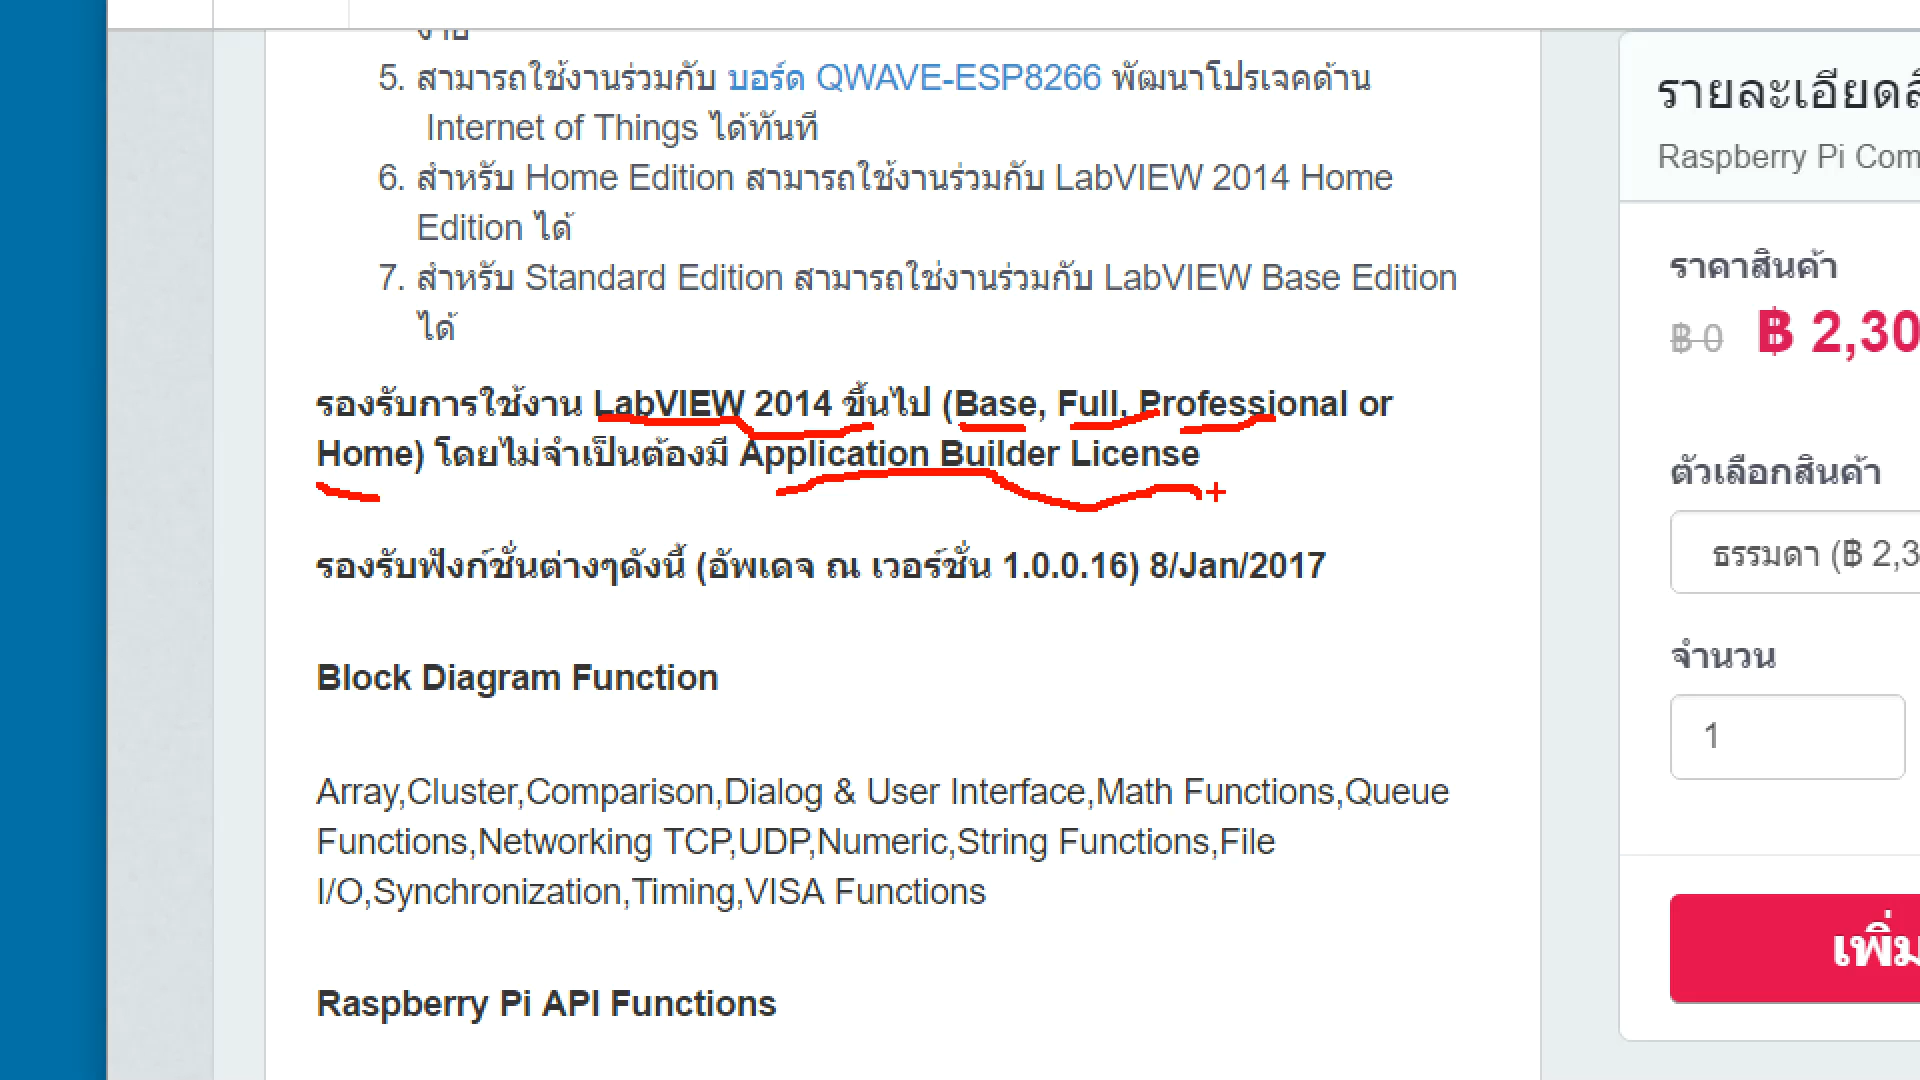 5. สามารถใช้งานร่วมกับ บอร์ด QWAVE-ESP8266 พัฒนาโปรเจคด้าน
Internet of Things ได้ทันที
6. สำหรับ Home Edition สามารถใช้งานร่วมกับ LabVIEW 2014 Home
Edition ได้
7. สำหรับ Standard Edition สามารถใช่งานร่วมกับ LabVIEW Base Edition
ได้
รองรับการใช้งาน LabVIEW 2014 ขึ้นไป (Base, Full, Professional or
Home) โดยไม่จำเป็นต้องมี Application Builder License
รองรับฟังก์ชั่นต่างๆดังนี้ (อัพเดจ ณ เวอร์ชั่น 1.0.0.16) 8/Jan/2017
Block Diagram Function
Array,Cluster,Comparison,Dialog & User Interface,Math Functions,Queue
Functions,Networking TCP,UDP,Numeric,String Functions,File
I/O,Synchronization,Timing,VISA Functions
Raspberry Pi API Functions
รายละเอียด
Raspberry Pi Com
ราคาสินค้า
฿ 0 ฿ 2,30
ตัวเลือกสินค้า
ธรรมดา (฿ 2,3
จำนวน
1
เพิ่ม